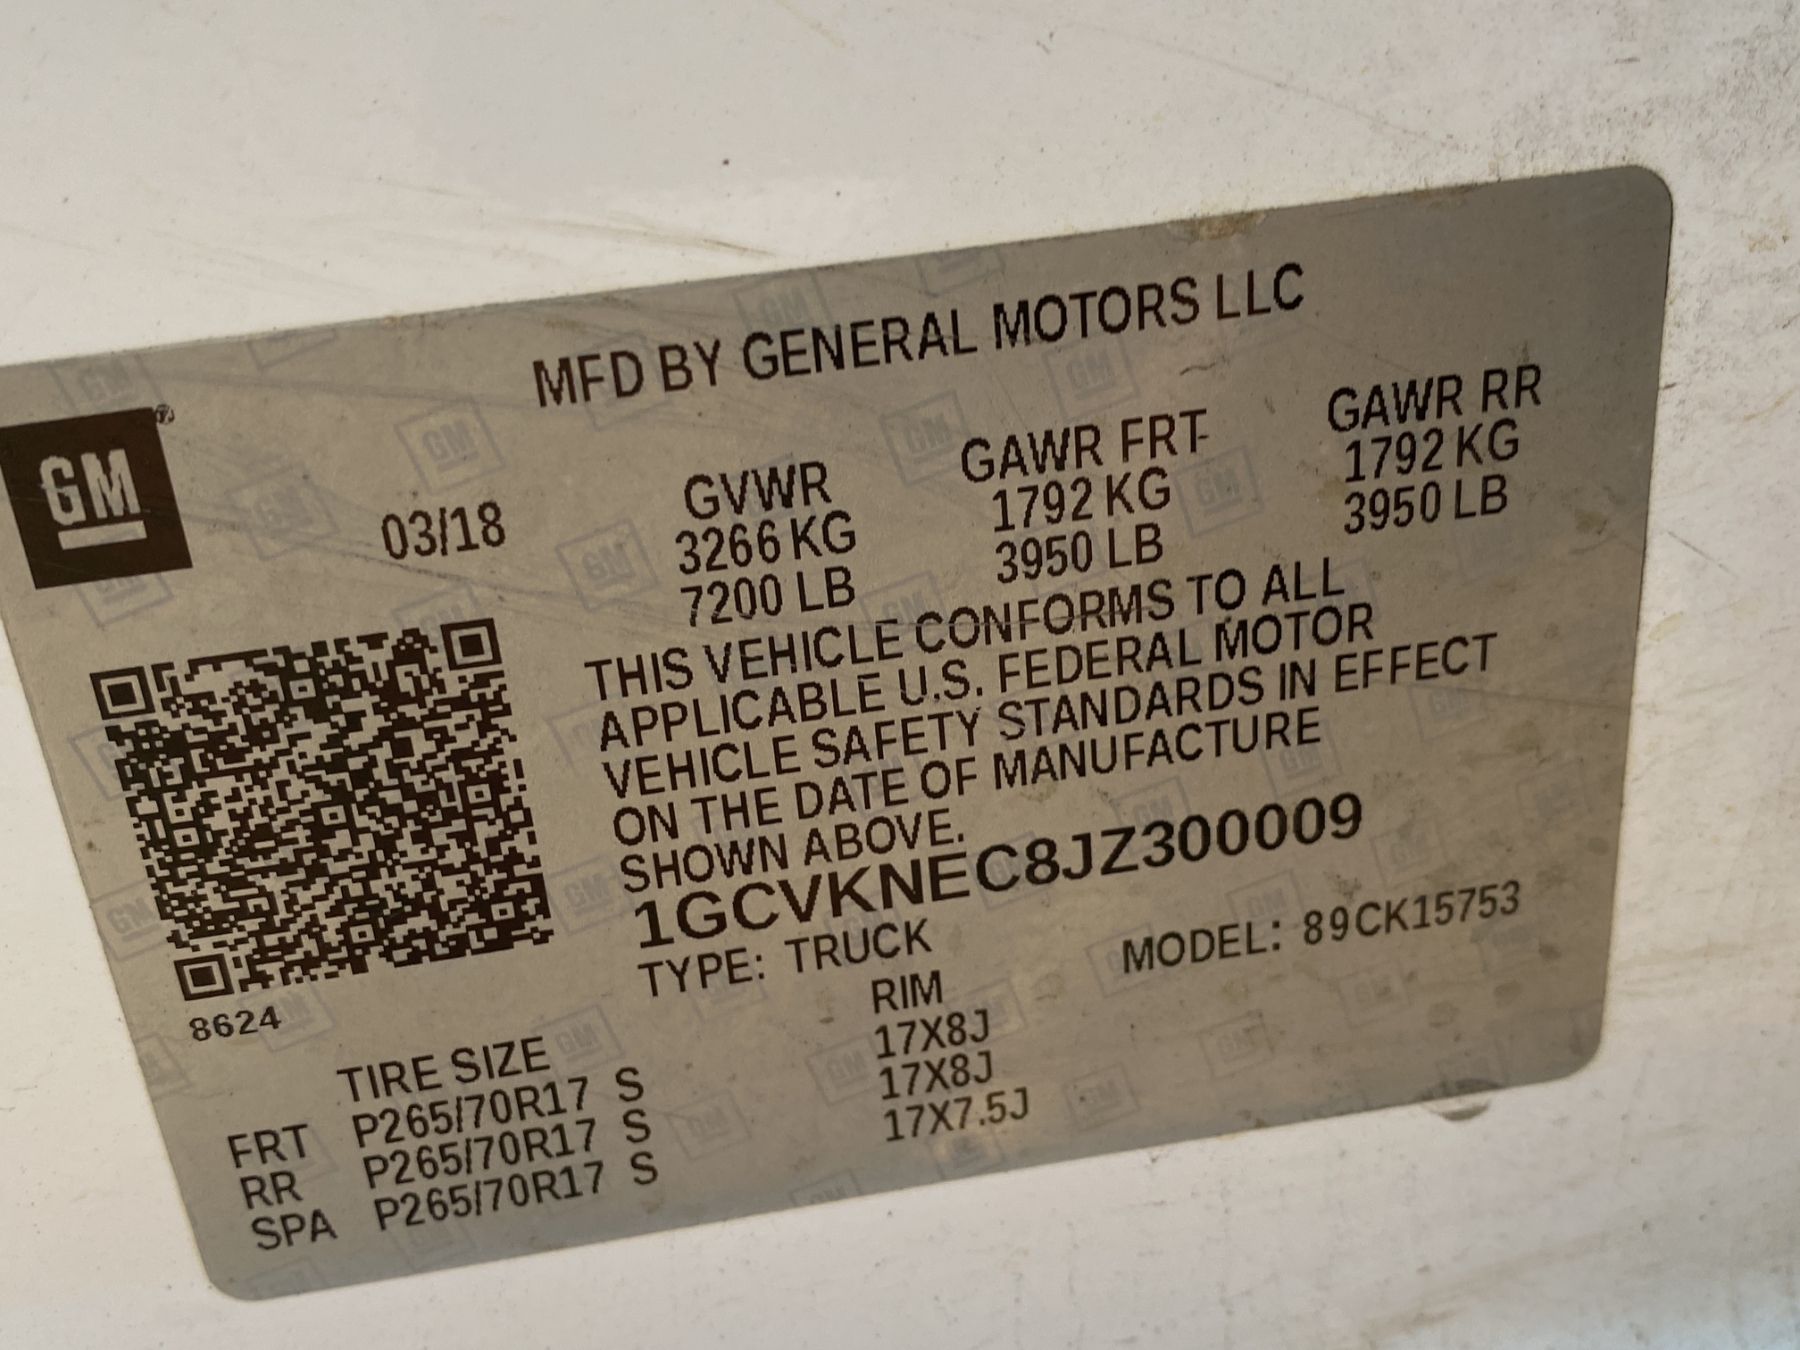 MFD BY GENERAL MOTORS LLC
GM
03/18
GVWR GAWR FRT GAWR RR
3266 KG 1792 KG 1792 KG
7200 LB 3950 LB 3950 LB
THIS VEHICLE CONFORMS TO ALL
APPLICABLE U.S. FEDERAL MOTOR
VEHICLE SAFETY STANDARDS IN EFFECT
ON THE DATE OF MANUFACTURE
SHOWN ABOVE.
1GCVKNEC8JZ300009
TYPE: TRUCK MODEL: 89CK15753
8624
TIRE SIZE RIM
FRT P265/70R17 S 17X8J
RR P265/70R17 S 17X8J
SPA P265/70R17 S 17X7.5J